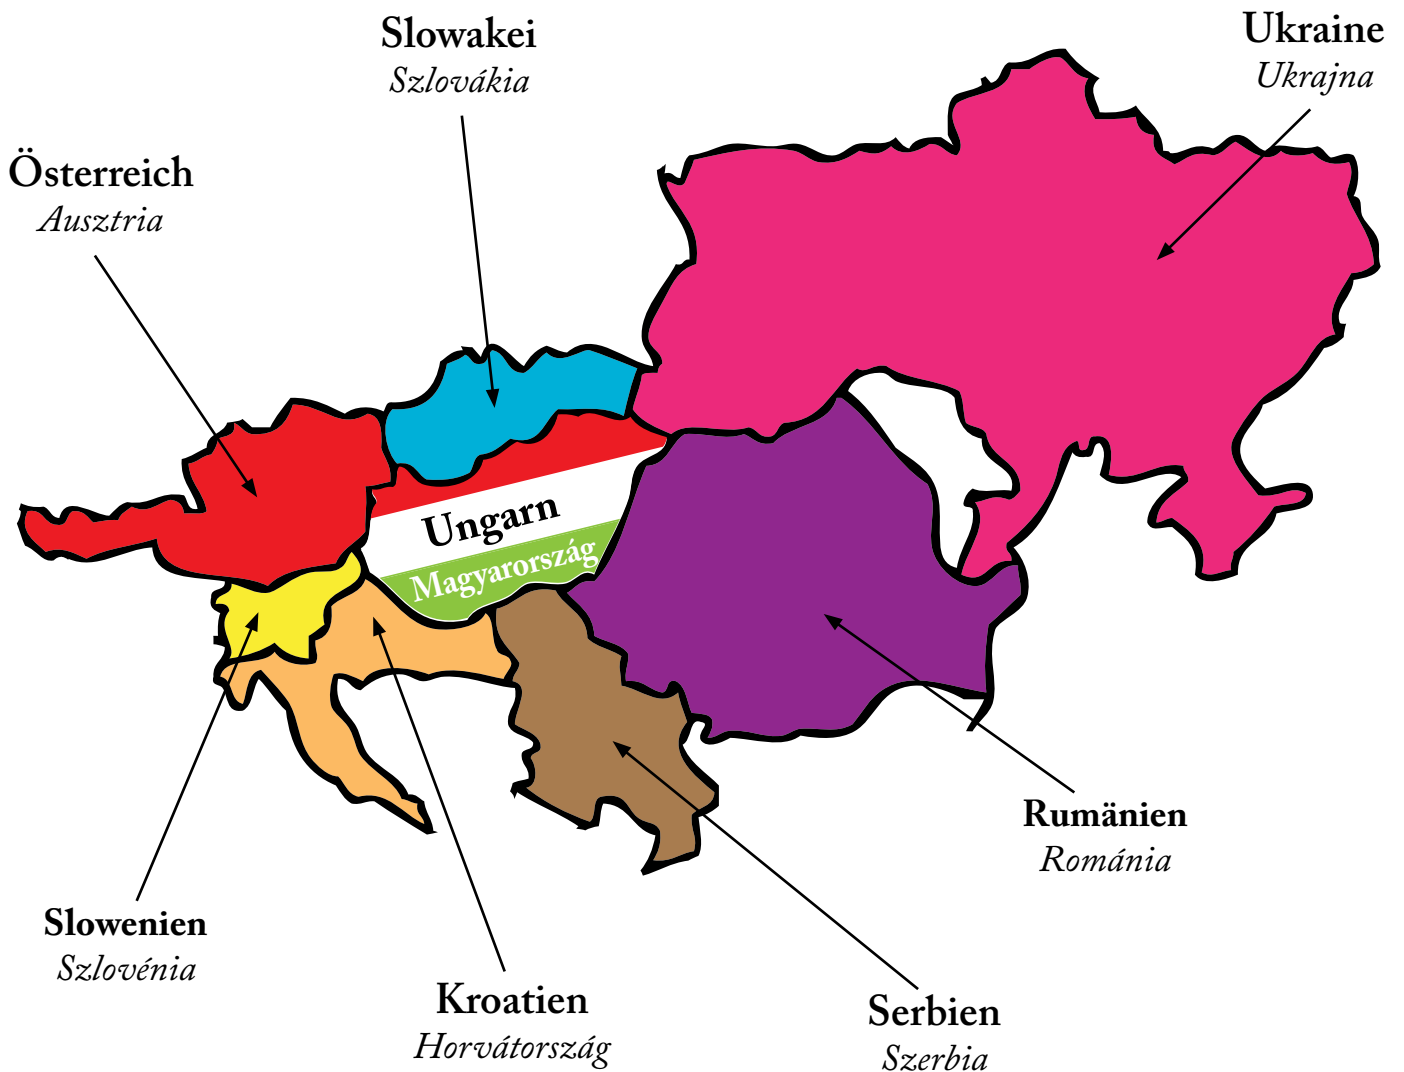 Slowakei
Szlovákia
Ukraine
Ukrajna
Österreich
Ausztria
Ungarn
Magyarország
Rumänien
Románia
Slowenien
Szlovénia
Kroatien
Horvátország
Serbien
Szerbia